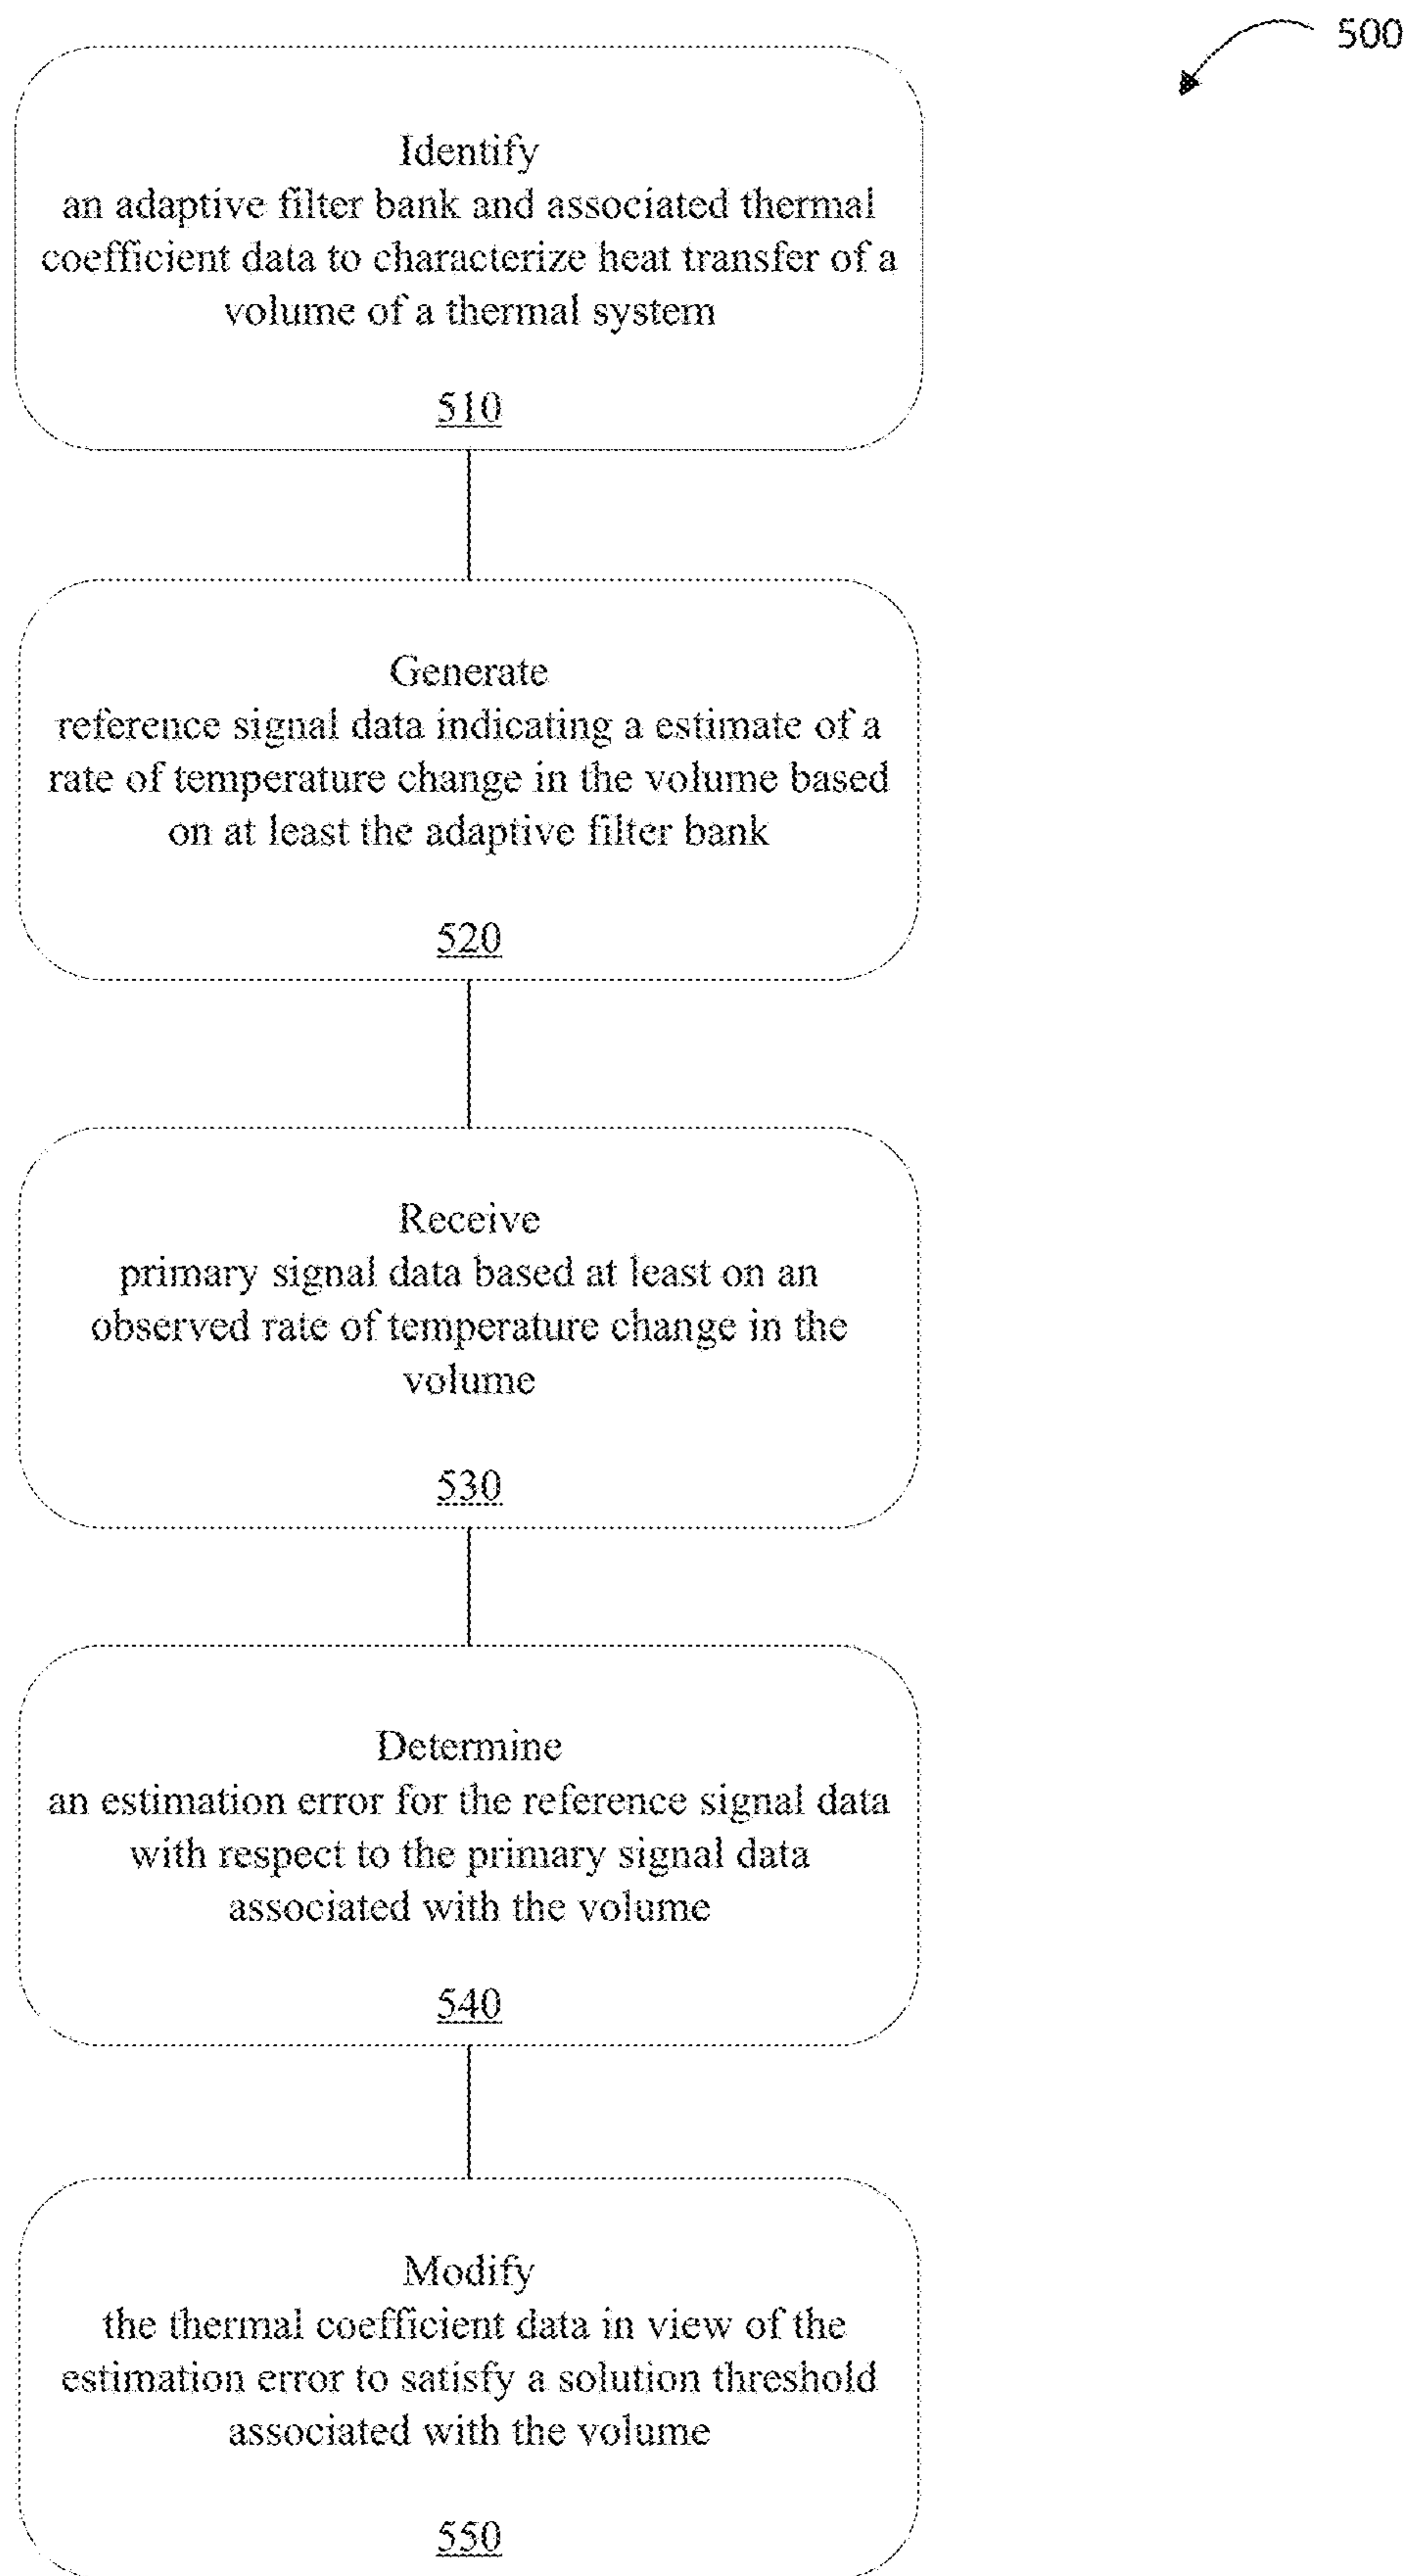 500
Identify
an adaptive filter bank and associated thermal
coefficient data to characterize heat transfer of a
volume of a thermal system
510
Generate
reference signal data indicating a estimate of a
rate of temperature change in the volume based
on at least the adaptive filter bank
520
Receive
primary signal data based at least on an
observed rate of temperature change in the
volume
530
Determine
an estimation error for the reference signal data
with respect to the primary signal data
associated with the volume
540
Modify
the thermal coefficient data in view of the
estimation error to satisfy a solution threshold
associated with the volume
550